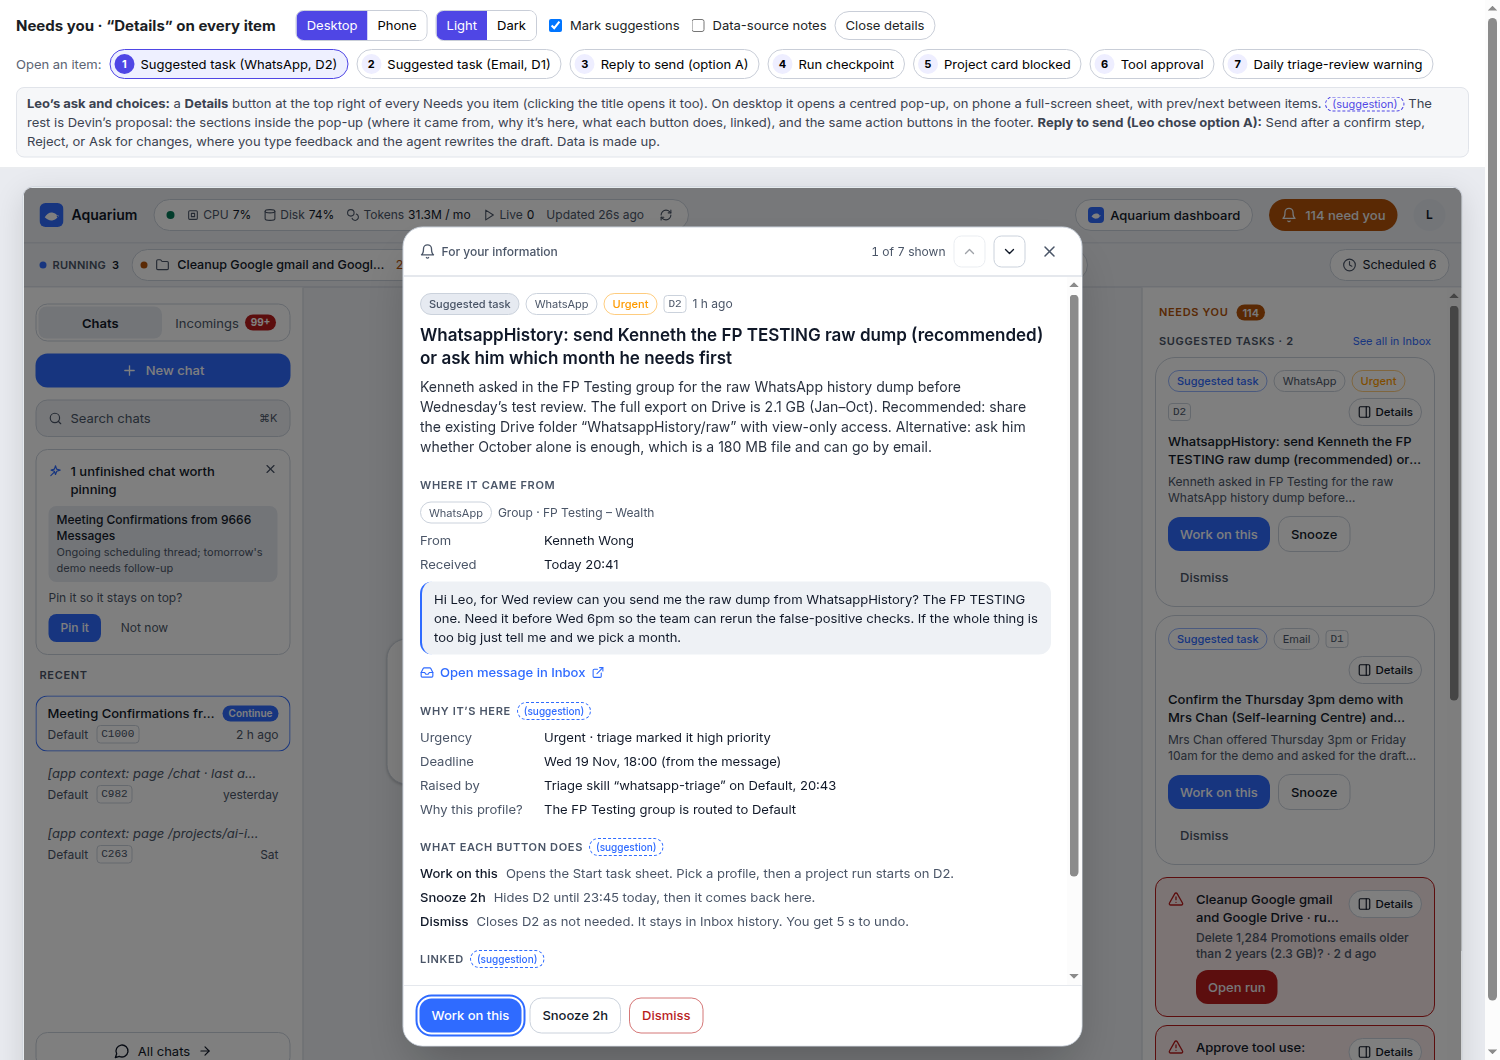 Needs you · “Details” on every item
Desktop
Phone
Light
Dark
Mark suggestions
Data-source notes
Close details
Open an item:
1 Suggested task (WhatsApp, D2)
2 Suggested task (Email, D1)
3 Reply to send (option A)
4 Run checkpoint
5 Project card blocked
6 Tool approval
7 Daily triage-review warning
Leo’s ask and choices: a Details button at the top right of every Needs you item (clicking the title opens it too). On desktop it opens a centred pop-up, on phone a full-screen sheet, with prev/next between items. (suggestion) The
rest is Devin’s proposal: the sections inside the pop-up (where it came from, why it’s here, what each button does, linked), and the same action buttons in the footer. Reply to send (Leo chose option A): Send after a confirm step,
Reject, or Ask for changes, where you type feedback and the agent rewrites the draft. Data is made up.
Aquarium
CPU 7%
Disk 74%
Tokens 31.3M / mo
Live 0
Updated 26s ago
Aquarium dashboard
114 need you
L
RUNNING 3
Cleanup Google gmail and Googl...
2
Scheduled 6
Chats
Incomings 99+
New chat
Search chats
⌘K
1 unfinished chat worth
pinning
Meeting Confirmations from 9666
Messages
Ongoing scheduling thread; tomorrow's
demo needs follow-up
Pin it so it stays on top?
Pin it
Not now
RECENT
Meeting Confirmations fr...
Continue
Default C1000
2 h ago
[app context: page /chat · last a...
Default C982
yesterday
[app context: page /projects/ai-i...
Default C263
Sat
All chats
For your information
1 of 7 shown
Suggested task
WhatsApp
Urgent
D2
1 h ago
WhatsappHistory: send Kenneth the FP TESTING raw dump (recommended)
or ask him which month he needs first
Kenneth asked in the FP Testing group for the raw WhatsApp history dump before
Wednesday’s test review. The full export on Drive is 2.1 GB (Jan–Oct). Recommended: share
the existing Drive folder “WhatsappHistory/raw” with view-only access. Alternative: ask him
whether October alone is enough, which is a 180 MB file and can go by email.
WHERE IT CAME FROM
WhatsApp
Group · FP Testing – Wealth
From
Kenneth Wong
Received
Today 20:41
Hi Leo, for Wed review can you send me the raw dump from WhatsappHistory? The FP TESTING
one. Need it before Wed 6pm so the team can rerun the false-positive checks. If the whole thing is
too big just tell me and we pick a month.
Open message in Inbox
WHY IT’S HERE (suggestion)
Urgency
Urgent · triage marked it high priority
Deadline
Wed 19 Nov, 18:00 (from the message)
Raised by
Triage skill “whatsapp-triage” on Default, 20:43
Why this profile?
The FP Testing group is routed to Default
WHAT EACH BUTTON DOES (suggestion)
Work on this Opens the Start task sheet. Pick a profile, then a project run starts on D2.
Snooze 2h Hides D2 until 23:45 today, then it comes back here.
Dismiss Closes D2 as not needed. It stays in Inbox history. You get 5 s to undo.
LINKED (suggestion)
Work on this
Snooze 2h
Dismiss
NEEDS YOU 114
SUGGESTED TASKS · 2
See all in Inbox
Suggested task
WhatsApp
Urgent
D2
Details
WhatsappHistory: send Kenneth the FP
TESTING raw dump (recommended) or...
Kenneth asked in FP Testing for the raw
WhatsApp history dump before...
Work on this
Snooze
Dismiss
Suggested task
Email
D1
Details
Confirm the Thursday 3pm demo with
Mrs Chan (Self-learning Centre) and...
Mrs Chan offered Thursday 3pm or Friday
10am for the demo and asked for the draft...
Work on this
Snooze
Dismiss
Cleanup Google gmail
and Google Drive · ru...
Details
Delete 1,284 Promotions emails older
than 2 years (2.3 GB)? · 2 d ago
Open run
Approve tool use:
Details